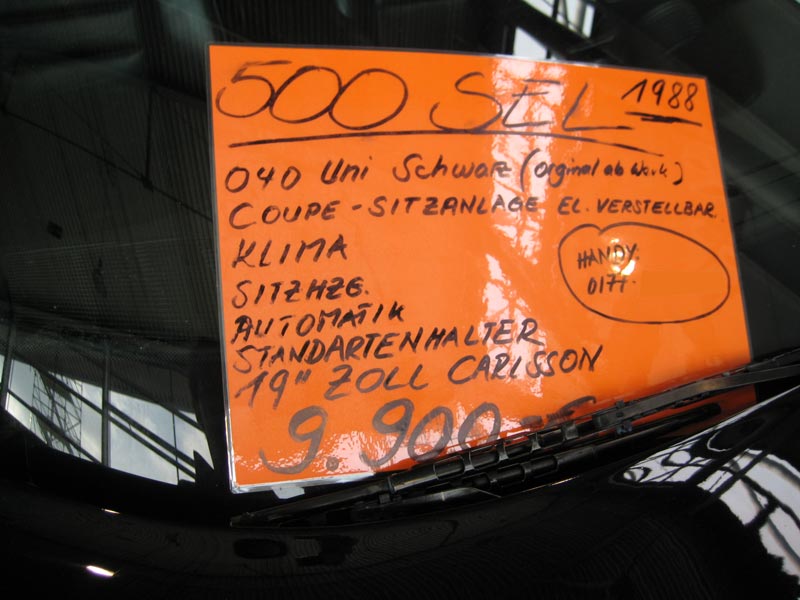 500 SEL 1988
040 Uni Schwarz (orginal ab Werk.)
COUPE-SITZANLAGE EL. VERSTELLBAR.
KLIMA
HANDY:
0177.
SITZHZG.
AUTOMATIK
STANDARTENHALTER
19" ZOLL CARLSSON
9.900.-€